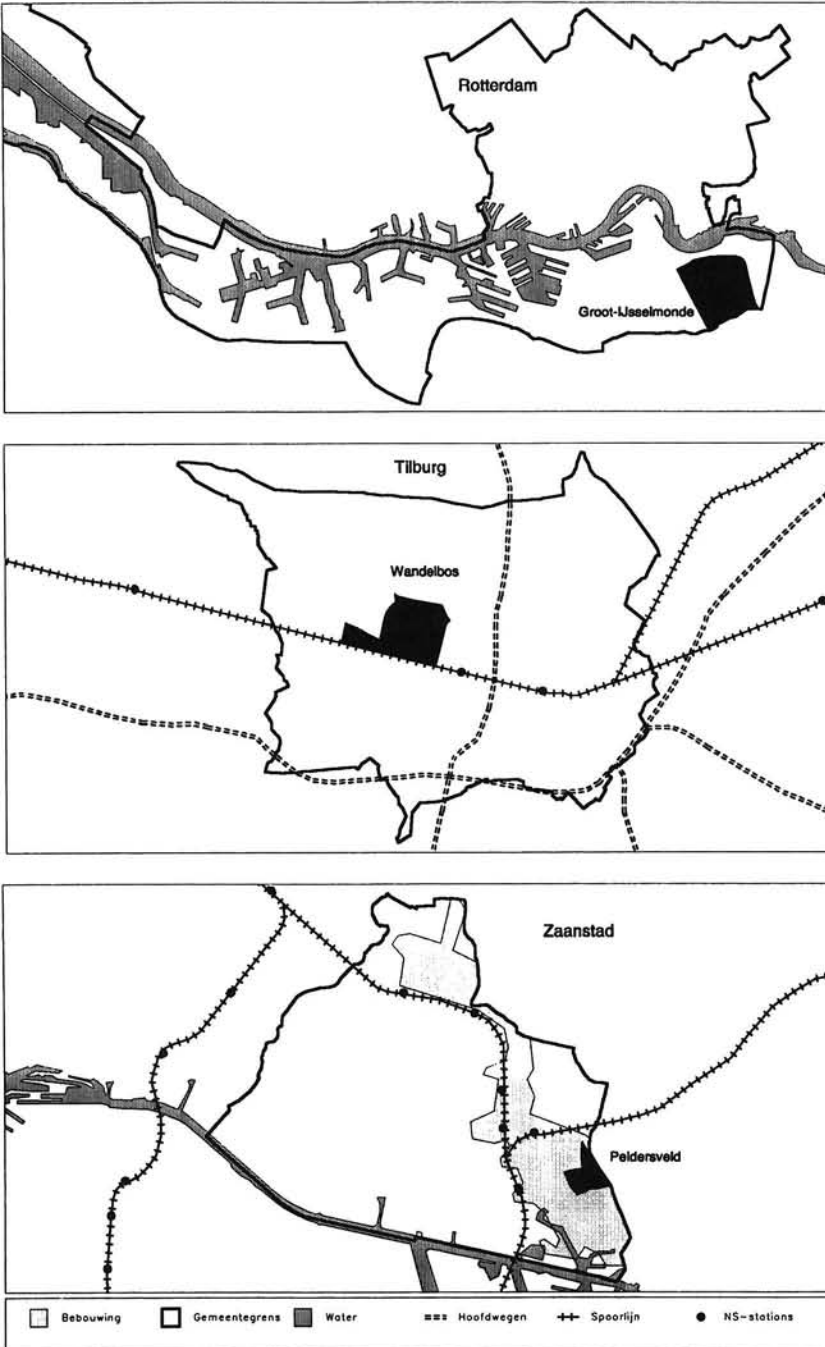 Rotterdam
Groot-IJsselmonde
Tilburg
Wandelbos
Zaanstad
Peldersveld
Bebouwing Gemeentegrens Water Hoofdwegen Spoorlijn NS-stations